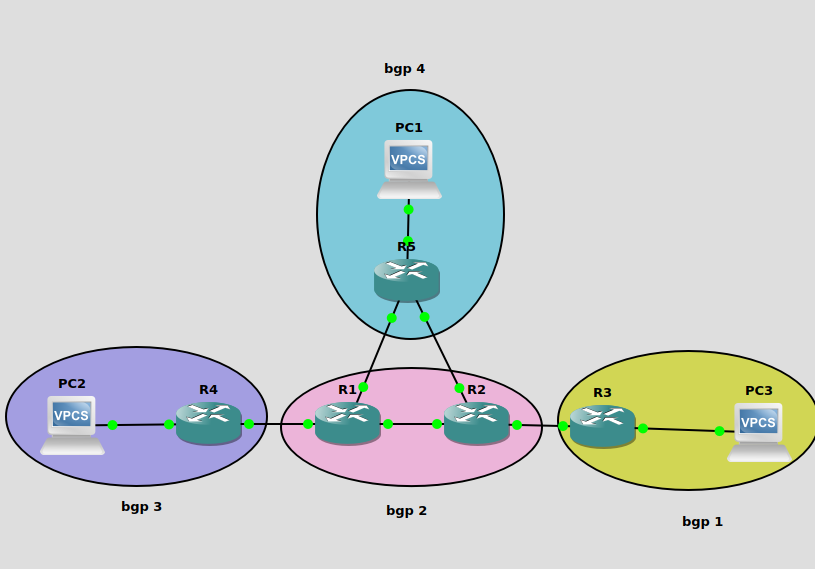 bgp 4
PC1
VPCS
R5
PC2
VPCS
R4
R1
R2
R3
PC3
VPCS
bgp 3
bgp 2
bgp 1